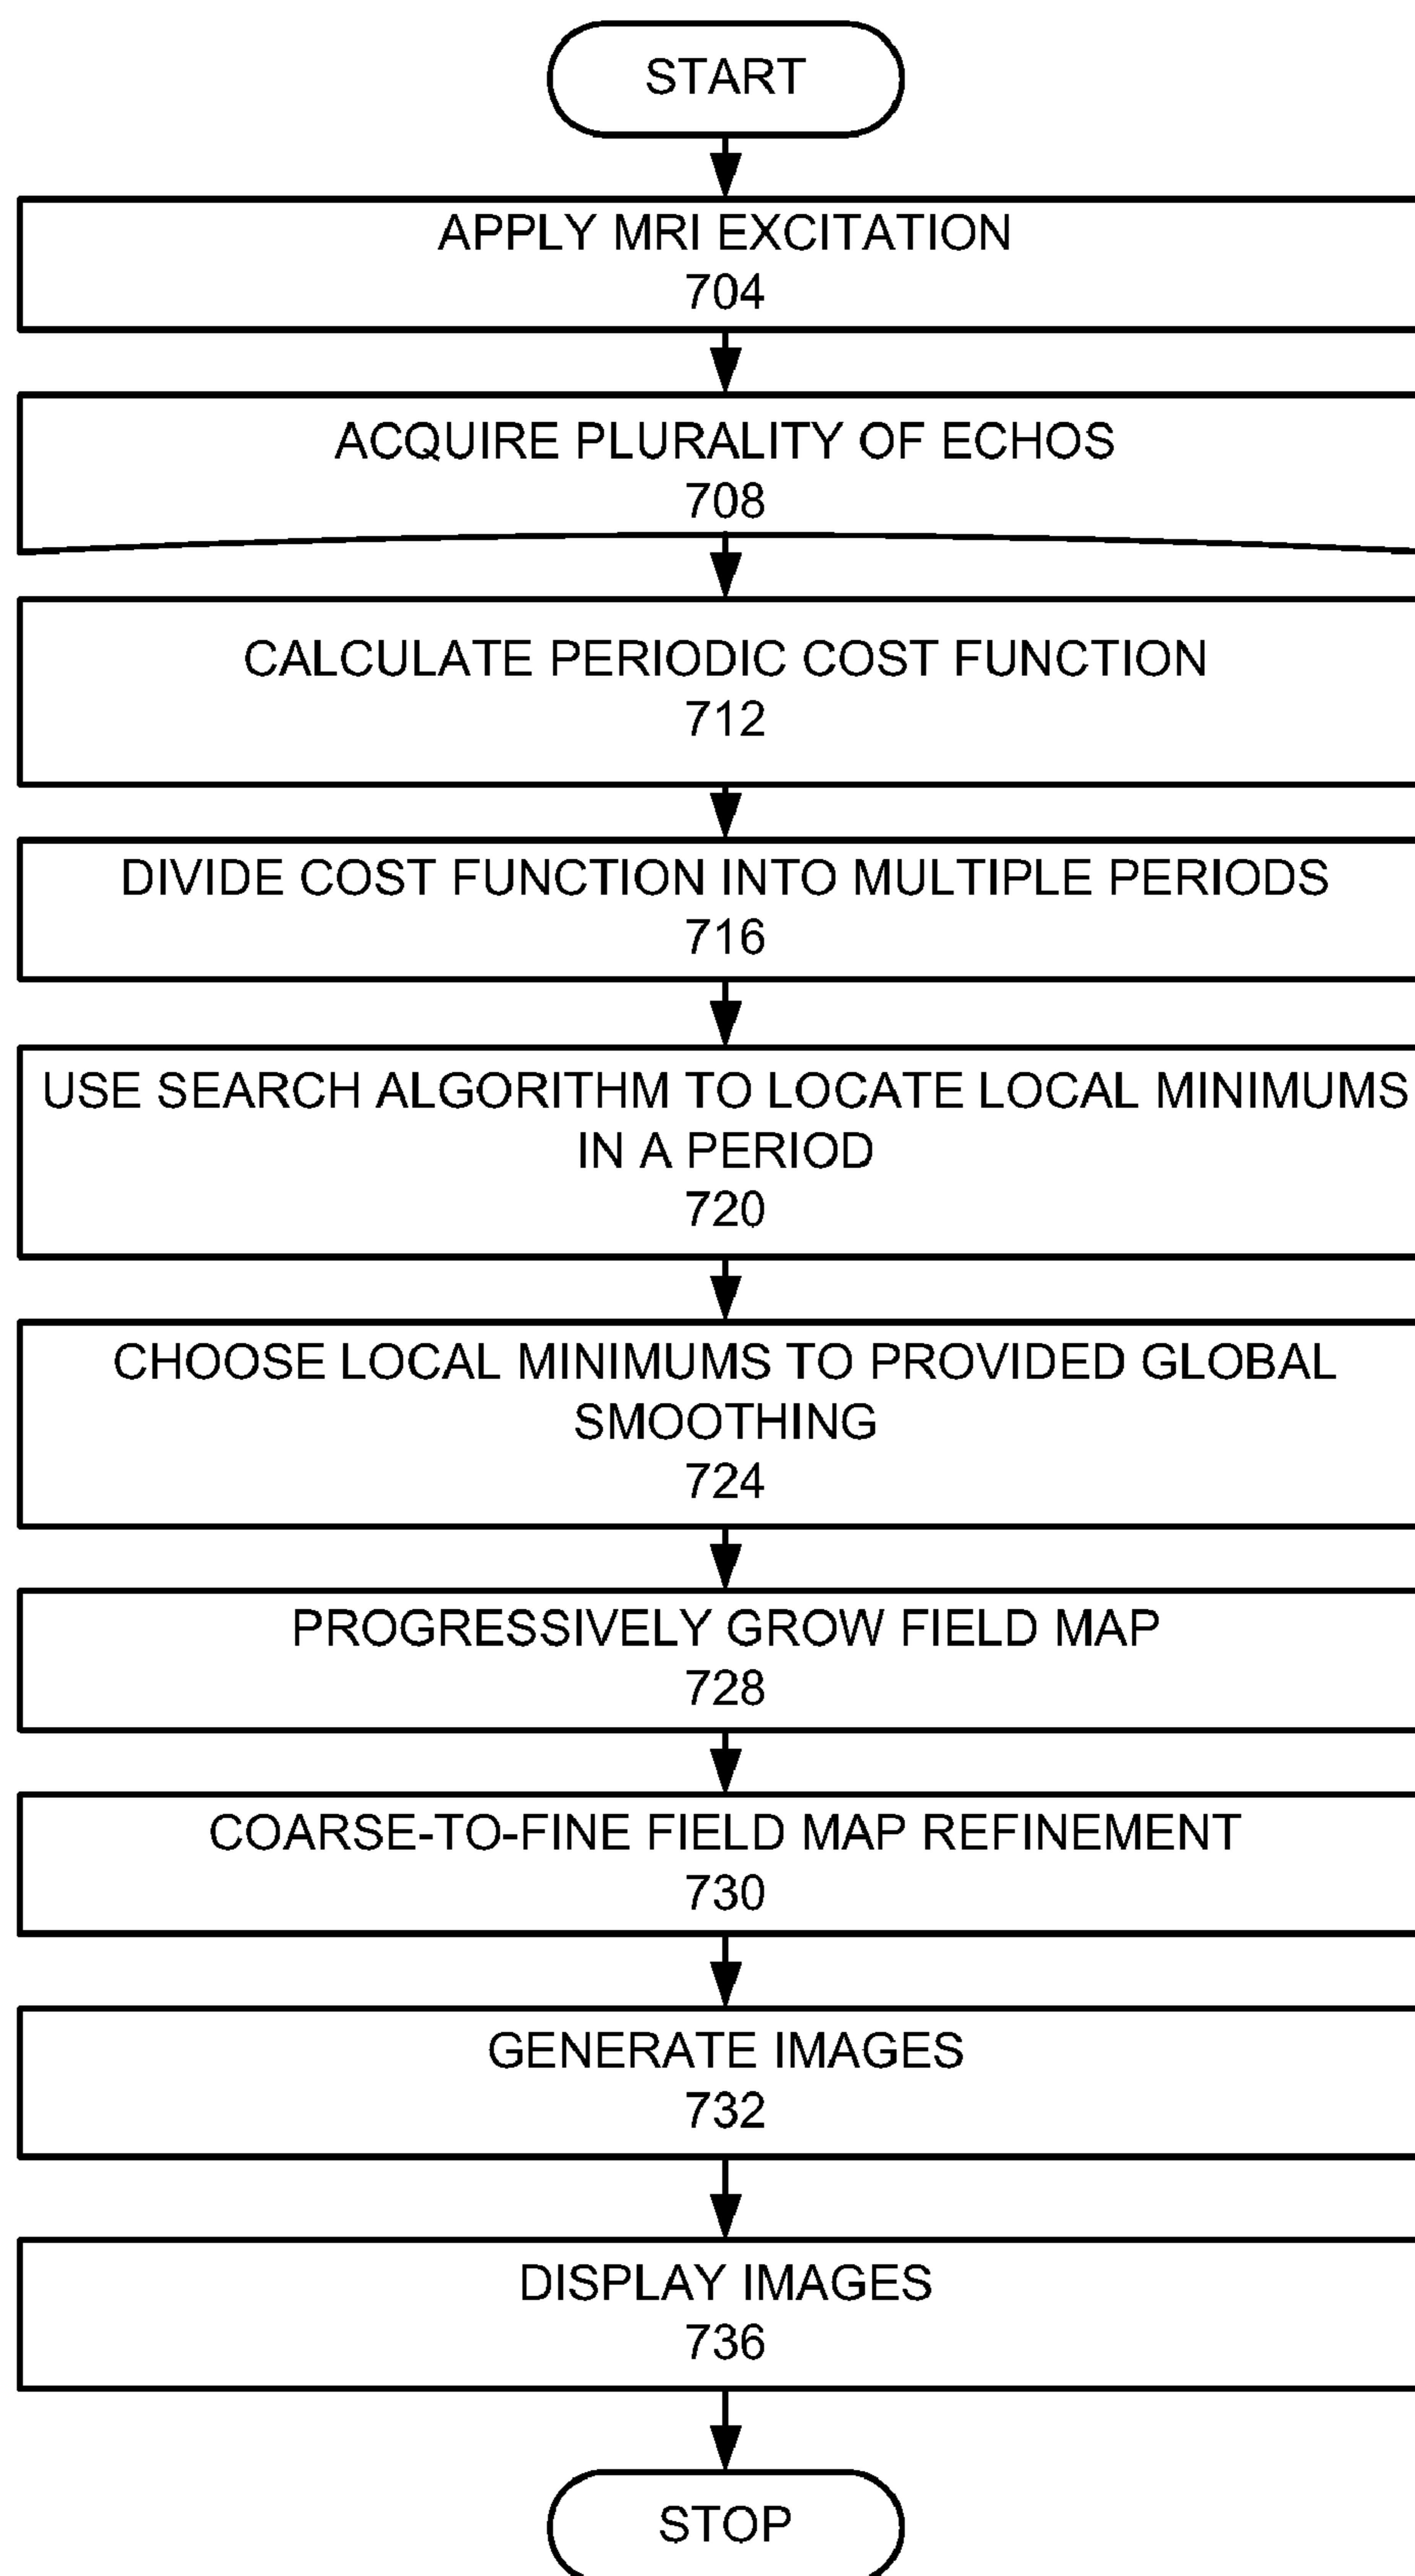 START
APPLY MRI EXCITATION
704
ACQUIRE PLURALITY OF ECHOS
708
CALCULATE PERIODIC COST FUNCTION
712
DIVIDE COST FUNCTION INTO MULTIPLE PERIODS
716
USE SEARCH ALGORITHM TO LOCATE LOCAL MINIMUMS
IN A PERIOD
720
CHOOSE LOCAL MINIMUMS TO PROVIDED GLOBAL
SMOOTHING
724
PROGRESSIVELY GROW FIELD MAP
728
COARSE-TO-FINE FIELD MAP REFINEMENT
730
GENERATE IMAGES
732
DISPLAY IMAGES
736
STOP